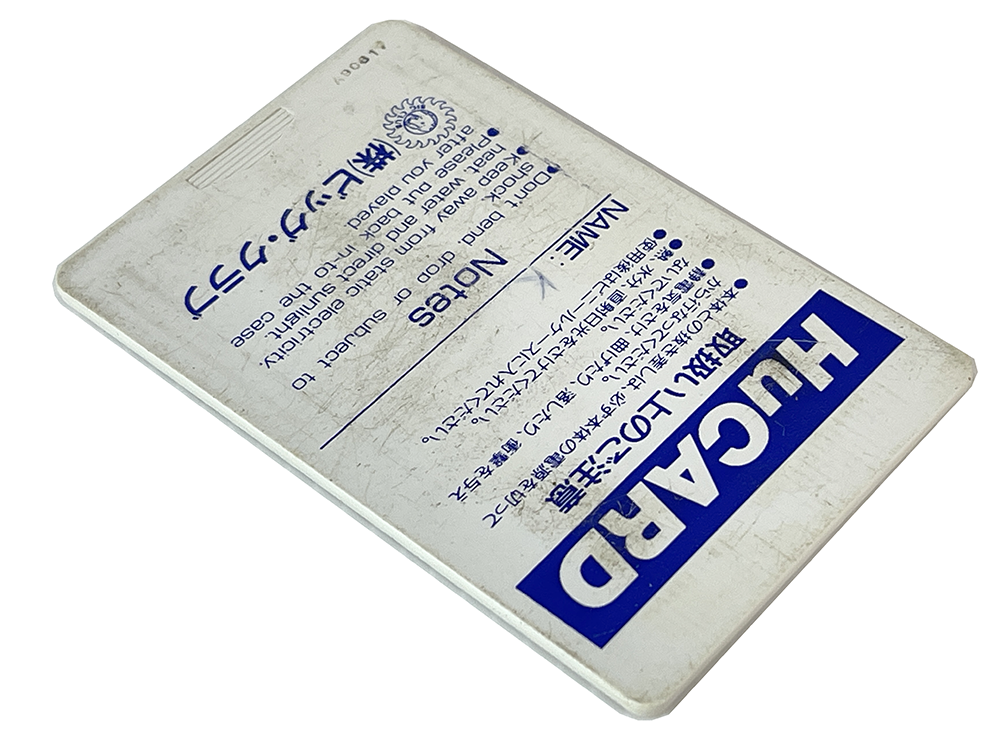 HuCARD
取扱い上のご注意
●本体との抜き差しは、必ず本体の電源を切って
から行なってください。
●静電気をさけ、曲げたり、落したり、衝撃を与え
ないでください。
●熱、水分、直射日光をさけてください。
●使用後はビニールケースに入れてください。
NAME: K
Notes
●Don't bend, drop or subject to
shock
●Keep away from static electricity,
heat, water and direct sunlight
●Please put back in-to the case
after you played
(株)ビッグ・クラブ